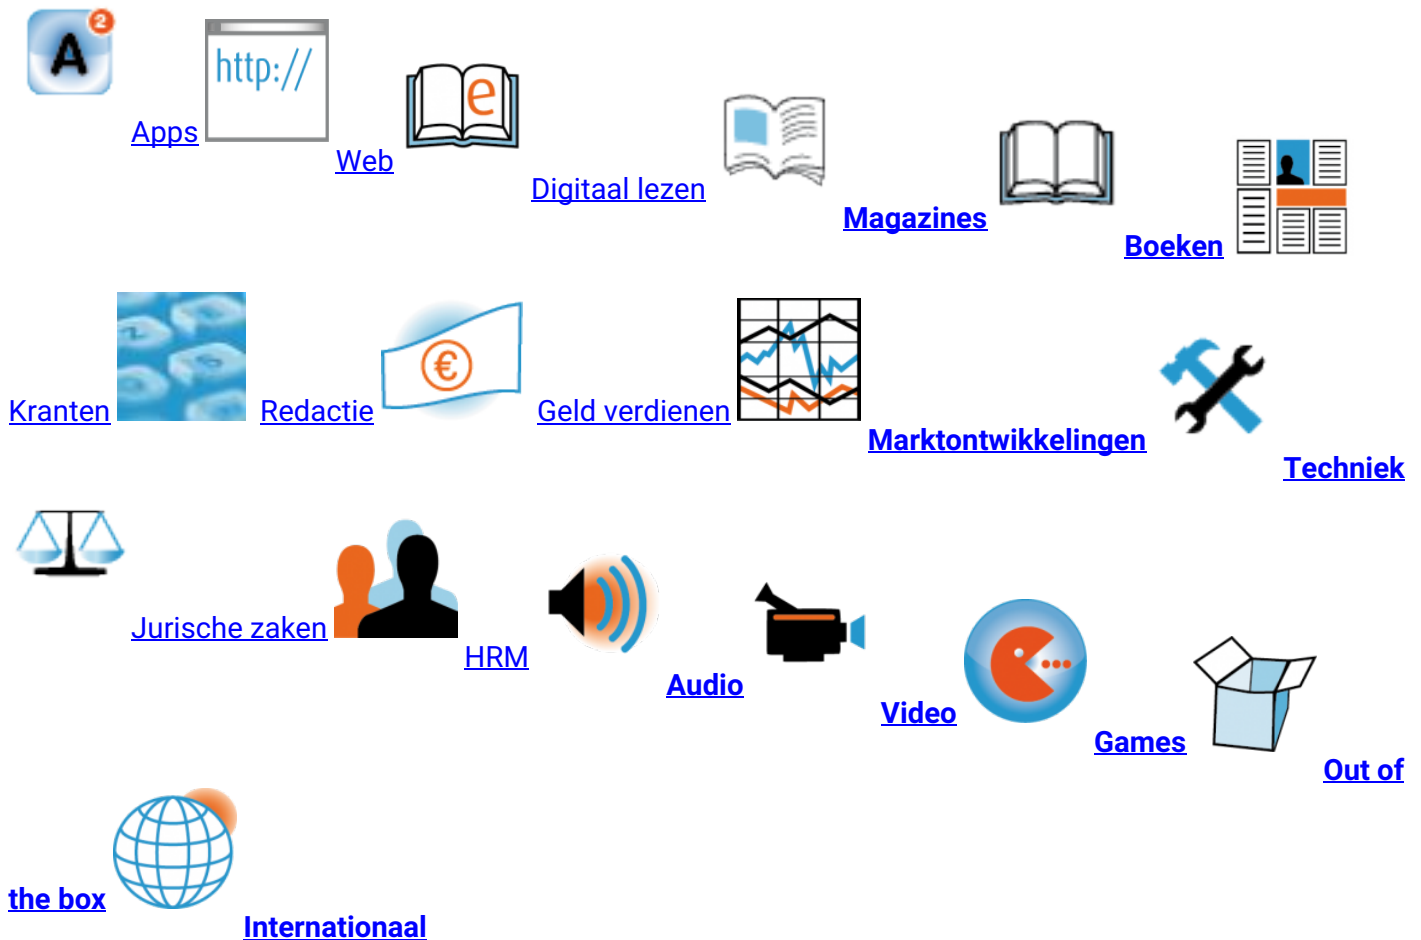 A 2
Apps http:// Web e Digitaal lezen Magazines Boeken
Kranten Redactie € Geld verdienen Marktontwikkelingen Techniek
Jurische zaken HRM Audio Video Games Out of
the box Internationaal